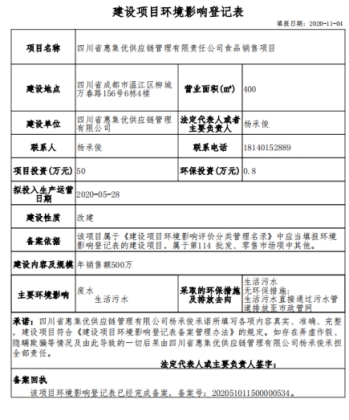 建设项目环境影响登记表
填报日期：2020-11-04
项目名称 四川省惠集优供应链管理有限责任公司食品销售项目
建设地点 四川省成都市温江区柳城万春路156号6栋4楼 营业面积(㎡) 400
建设单位 四川省惠集优供应链管理有限公司 法定代表人或者主要负责人 杨承俊
联系人 杨承俊 联系电话 18140152889
项目投资(万元) 50 环保投资(万元) 0.8
拟投入生产运营日期 2020-05-28
建设性质 改建
备案依据 该项目属于《建设项目环境影响评价分类管理名录》中应当填报环境影响登记表的建设项目，属于第114 批发、零售市场项中其他。
建设内容及规模 年销售额500万
主要环境影响 废水
生活污水
采取的环保措施及排放去向 生活污水
无环保措施：
生活污水直接通过污水管道排放至市政管网
承诺：四川省惠集优供应链管理有限公司杨承俊承诺所填写各项内容真实、准确、完整，建设项目符合《建设项目环境影响登记表备案管理办法》的规定。如存在弄虚作假、隐瞒欺骗等情况及由此导致的一切后果由四川省惠集优供应链管理有限公司杨承俊承担全部责任。
法定代表人或主要负责人签字：
备案回执
该项目环境影响登记表已经完成备案，备案号：202051011500000534。